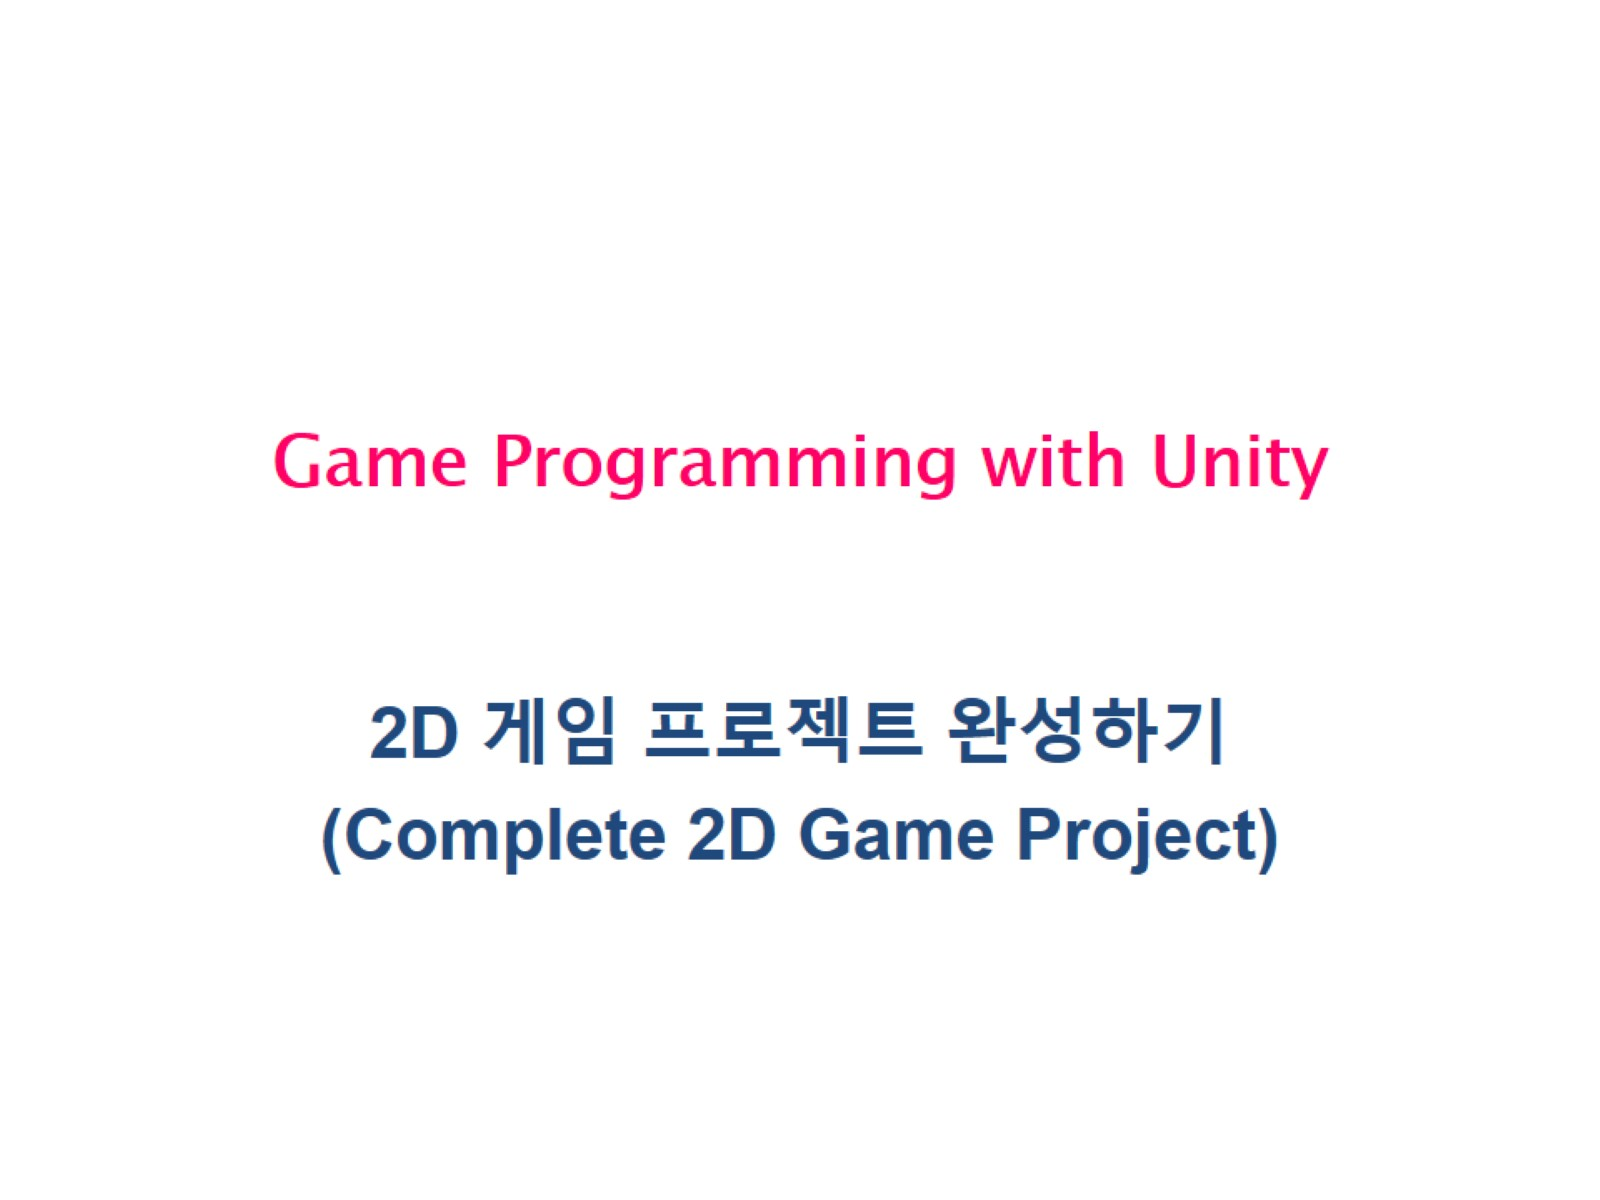 Game Programming with Unity
2D 게임 프로젝트 완성하기
(Complete 2D Game Project)